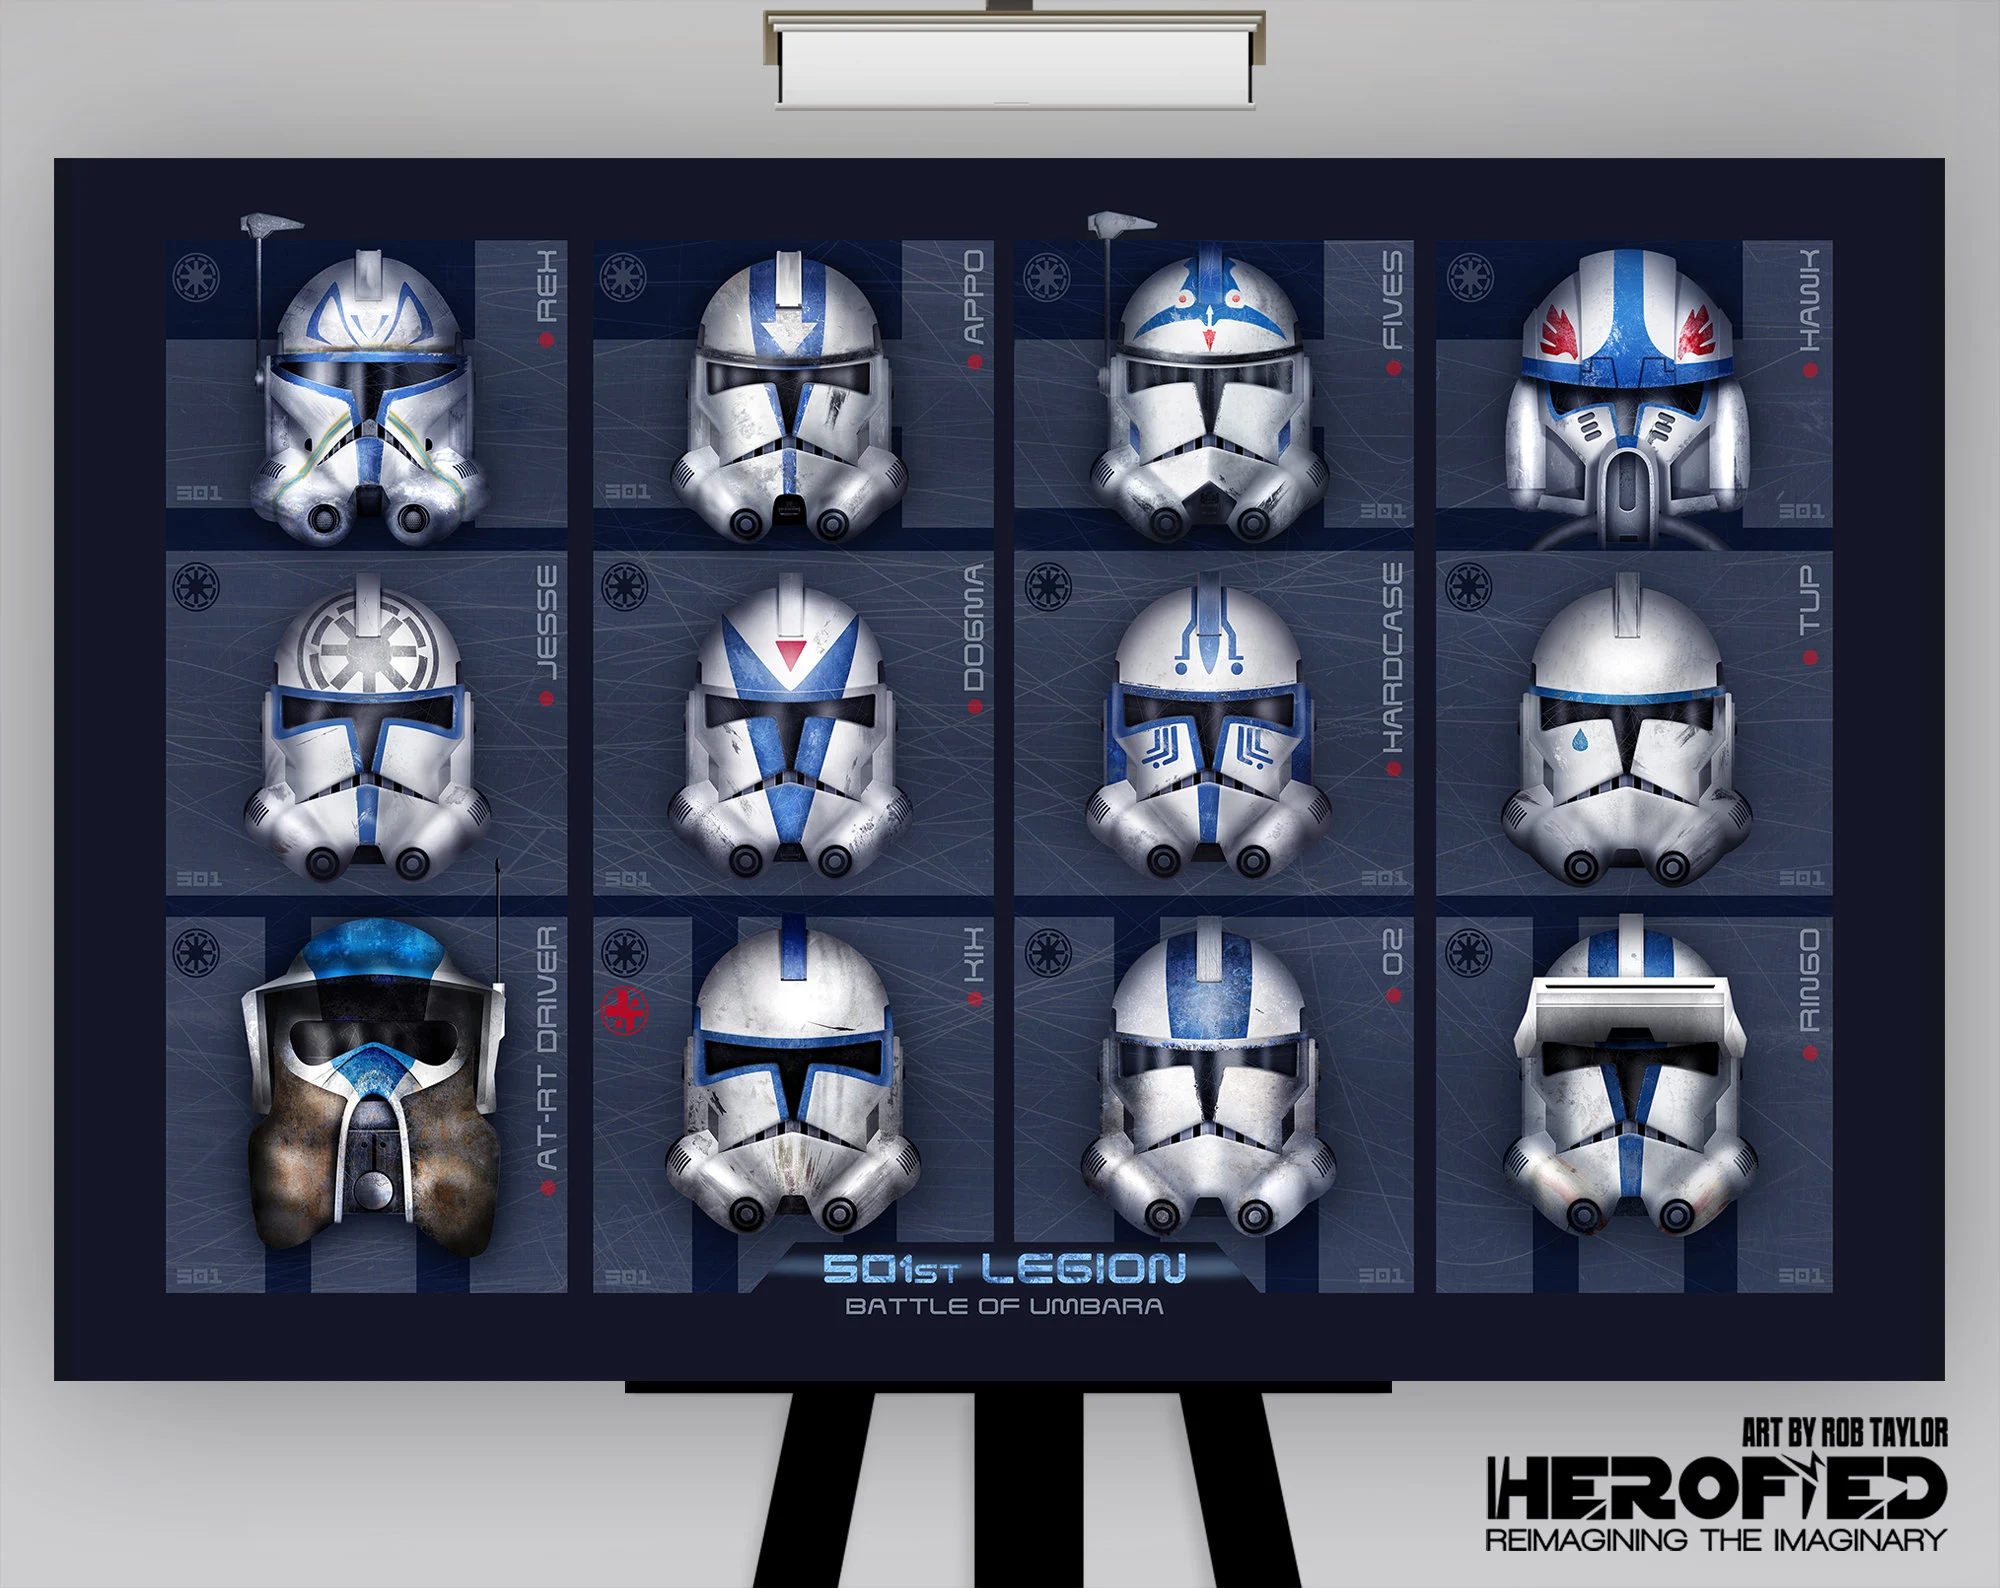 REX
501
APPO
501
FIVES
501
HAWK
501
JESSE
501
DOGMA
501
HARDCASE
501
TUP
501
AT-RT DRIVER
501
KIX
501
OZ
501
RINGO
501
501ST LEGION
BATTLE OF UMBARA
ART BY ROB TAYLOR
HEROFIED
REIMAGINING THE IMAGINARY